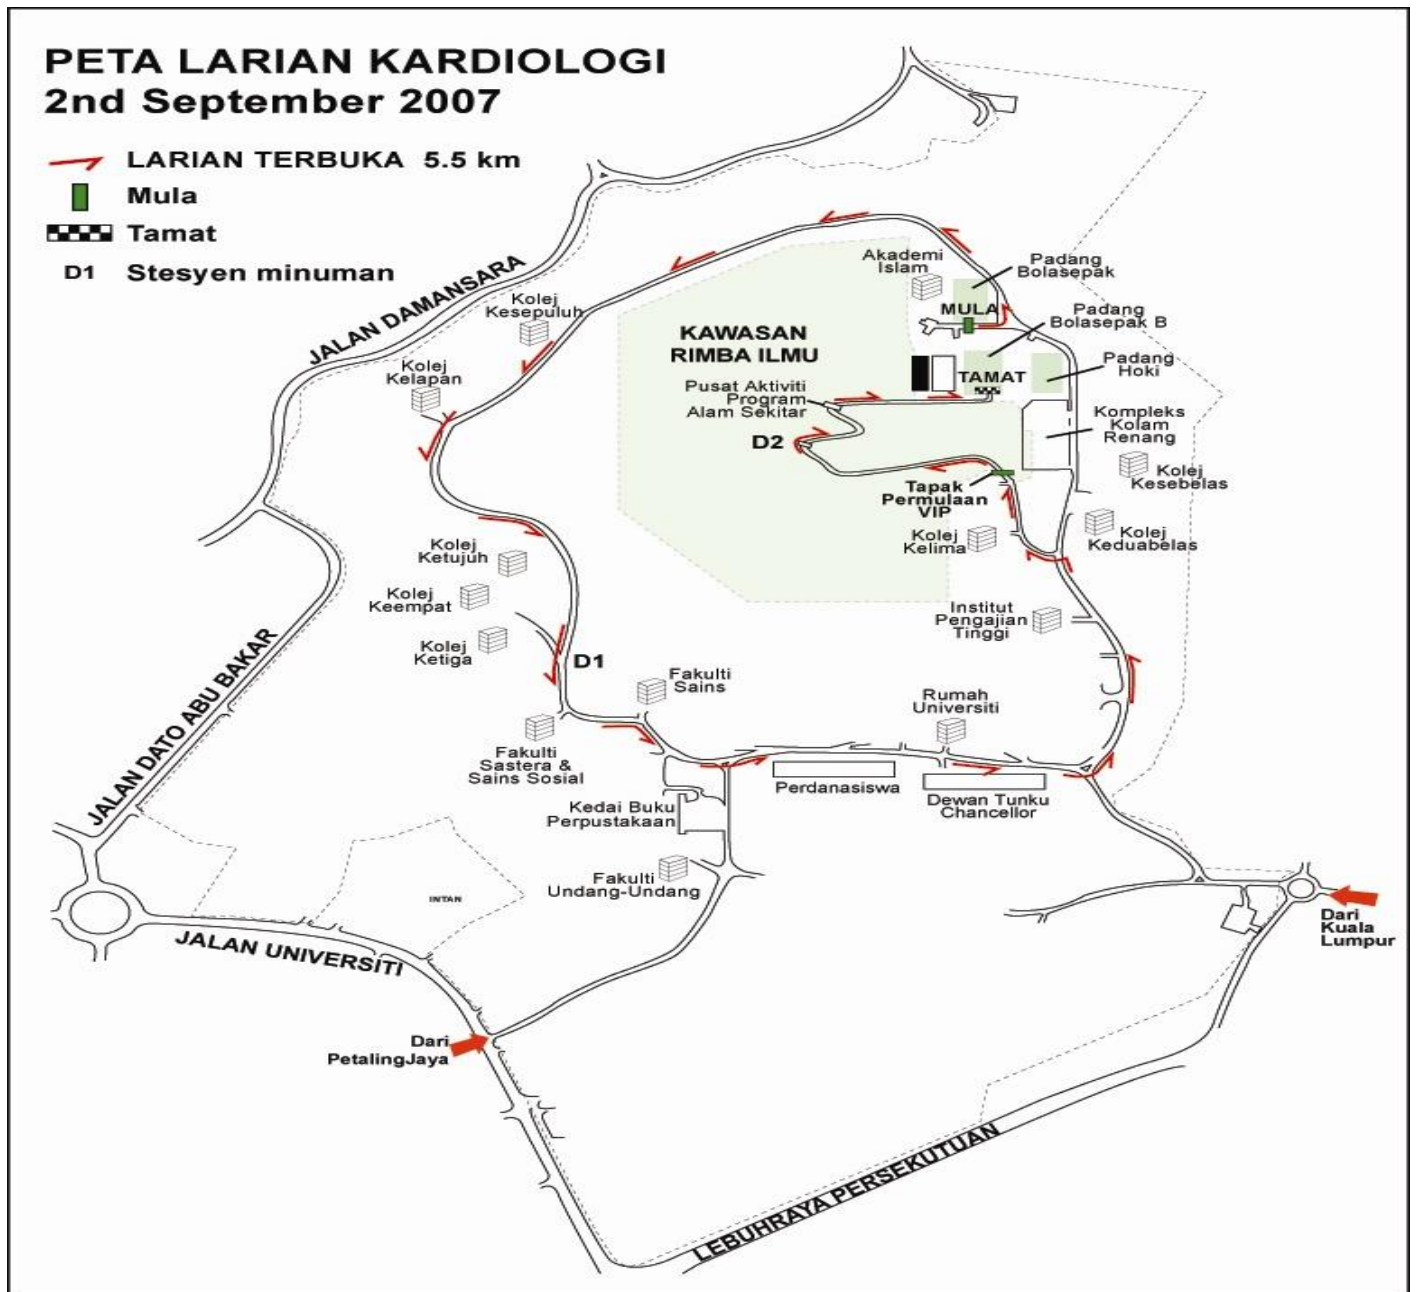 PETA LARIAN KARDIOLOGI
2nd September 2007
LARIAN TERBUKA 5.5 km
Mula
Tamat
D1 Stesyen minuman
JALAN DAMANSARA
Kolej
Kesepuluh
Kolej
Kelapan
Akademi
Islam
Padang
Bolasepak
MULA
Padang
Bolasepak B
KAWASAN
RIMBA ILMU
TAMAT
Padang
Hoki
Pusat Aktiviti
Program
Alam Sekitar
Kompleks
Kolam
Renang
D2
Tapak
Permulaan
VIP
Kolej
Kesebelas
Kolej
Kelima
Kolej
Keduabelas
Kolej
Ketujuh
Kolej
Keempat
Kolej
Ketiga
Institut
Pengajian
Tinggi
D1
Fakulti
Sains
Rumah
Universiti
JALAN DATO ABU BAKAR
Fakulti
Sastera &
Sains Sosial
Perdanasiswa
Dewan Tunku
Chancellor
Kedai Buku
Perpustakaan
Fakulti
Undang-Undang
INTAN
JALAN UNIVERSITI
Dari
Kuala
Lumpur
Dari
PetalingJaya
LEBUHRAYA PERSEKUTUAN